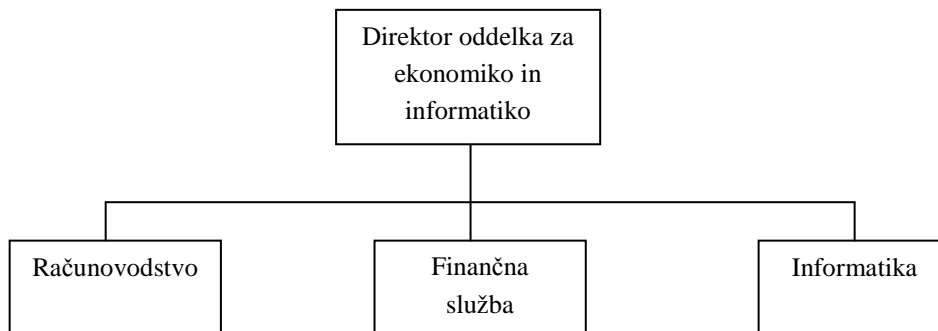 Direktor oddelka za
ekonomiko in
informatiko
Računovodstvo
Finančna
služba
Informatika